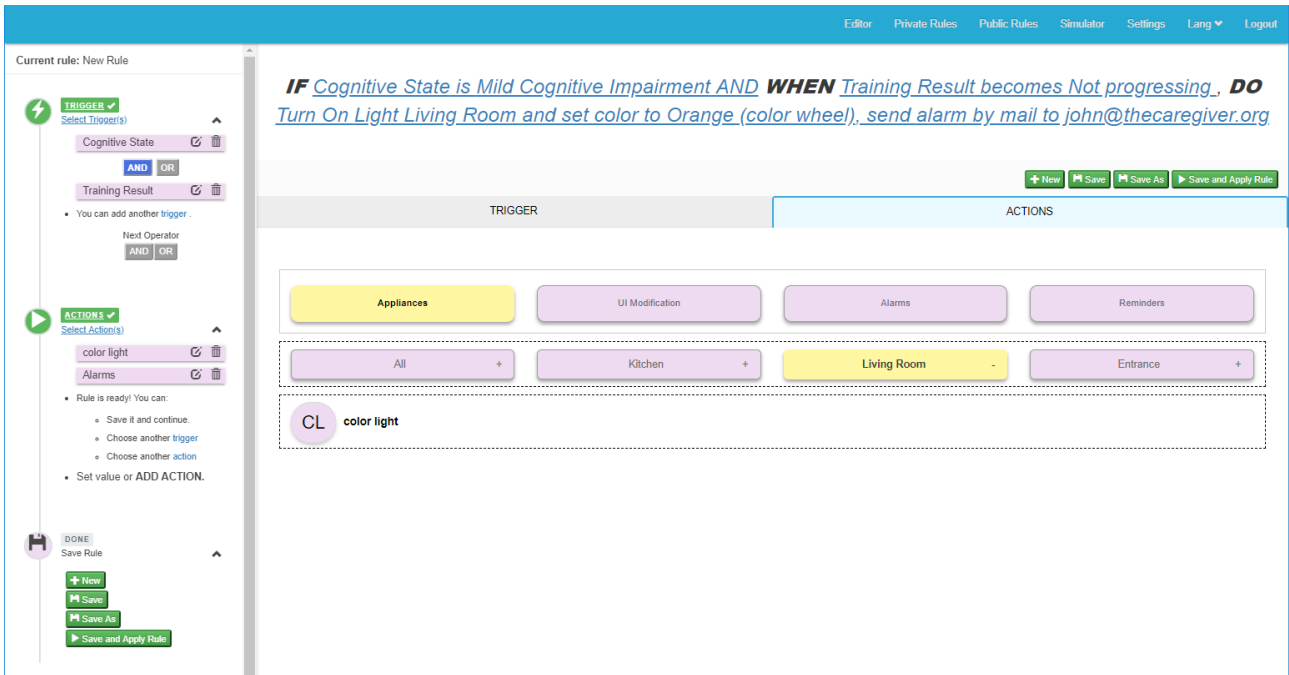 Editor Private Rules Public Rules Simulator Settings Lang Logout
Current rule: New Rule
TRIGGER
Select Trigger(s)
Cognitive State
AND OR
Training Result
You can add another trigger .
Next Operator
AND OR
ACTIONS
Select Action(s)
color light
Alarms
Rule is ready! You can:
Save it and continue.
Choose another trigger
Choose another action
Set value or ADD ACTION.
DONE
Save Rule
+ New
Save
Save As
Save and Apply Rule
IF Cognitive State is Mild Cognitive Impairment AND WHEN Training Result becomes Not progressing , DO
Turn On Light Living Room and set color to Orange (color wheel), send alarm by mail to john@thecaregiver.org
+ New Save Save As Save and Apply Rule
TRIGGER ACTIONS
Appliances UI Modification Alarms Reminders
All + Kitchen + Living Room - Entrance +
CL color light